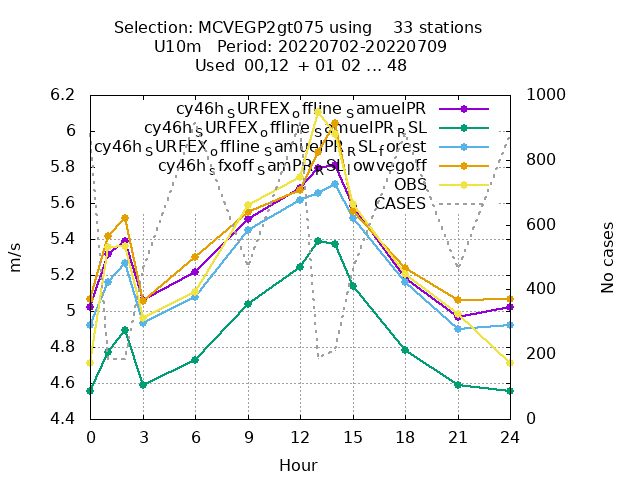 Selection: MCVEGP2gt075 using    33 stations
U10m   Period: 20220702-20220709
Used  00,12  + 01 02 ... 48
cy46h_SURFEX_offline_SamuelPR
cy46h_SURFEX_offline_SamuelPR_RSL
cy46h_SURFEX_offline_SamuelPR_RSL_forest
cy46h_sfxoff_SamPR_RSL_lowvegoff
OBS
CASES
6.2
6
5.8
5.6
5.4
5.2
5
4.8
4.6
4.4
m/s
1000
800
600
400
200
0
No cases
0 3 6 9 12 15 18 21 24
Hour